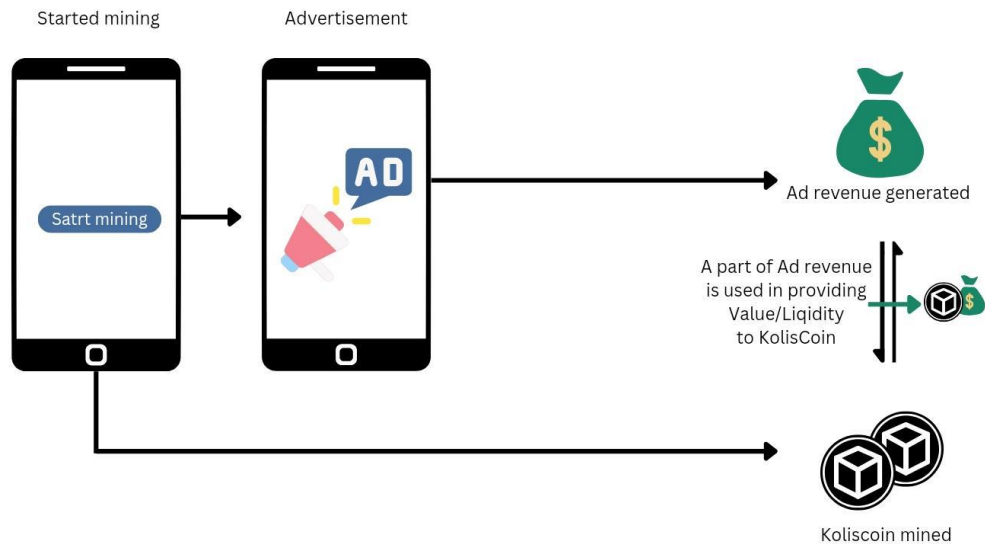 Started mining
Advertisement
AD
Satrt mining
$
Ad revenue generated
A part of Ad revenue
is used in providing
Value/Liqidity
to KolisCoin
$
Koliscoin mined